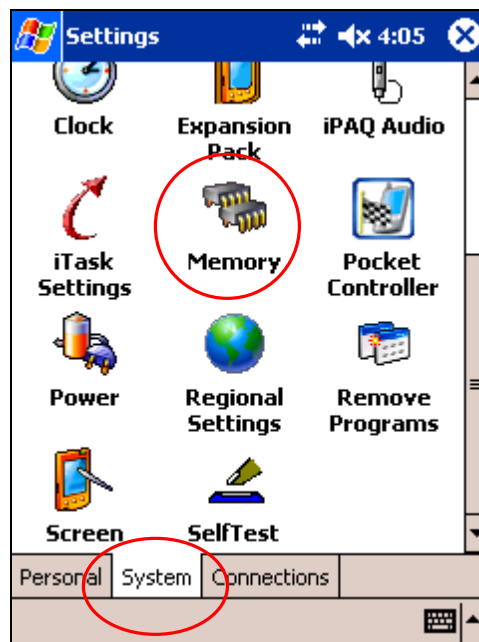 Settings 4:05
Clock Expansion Pack iPAQ Audio
iTask Settings Memory Pocket Controller
Power Regional Settings Remove Programs
Screen SelfTest
Personal System Connections